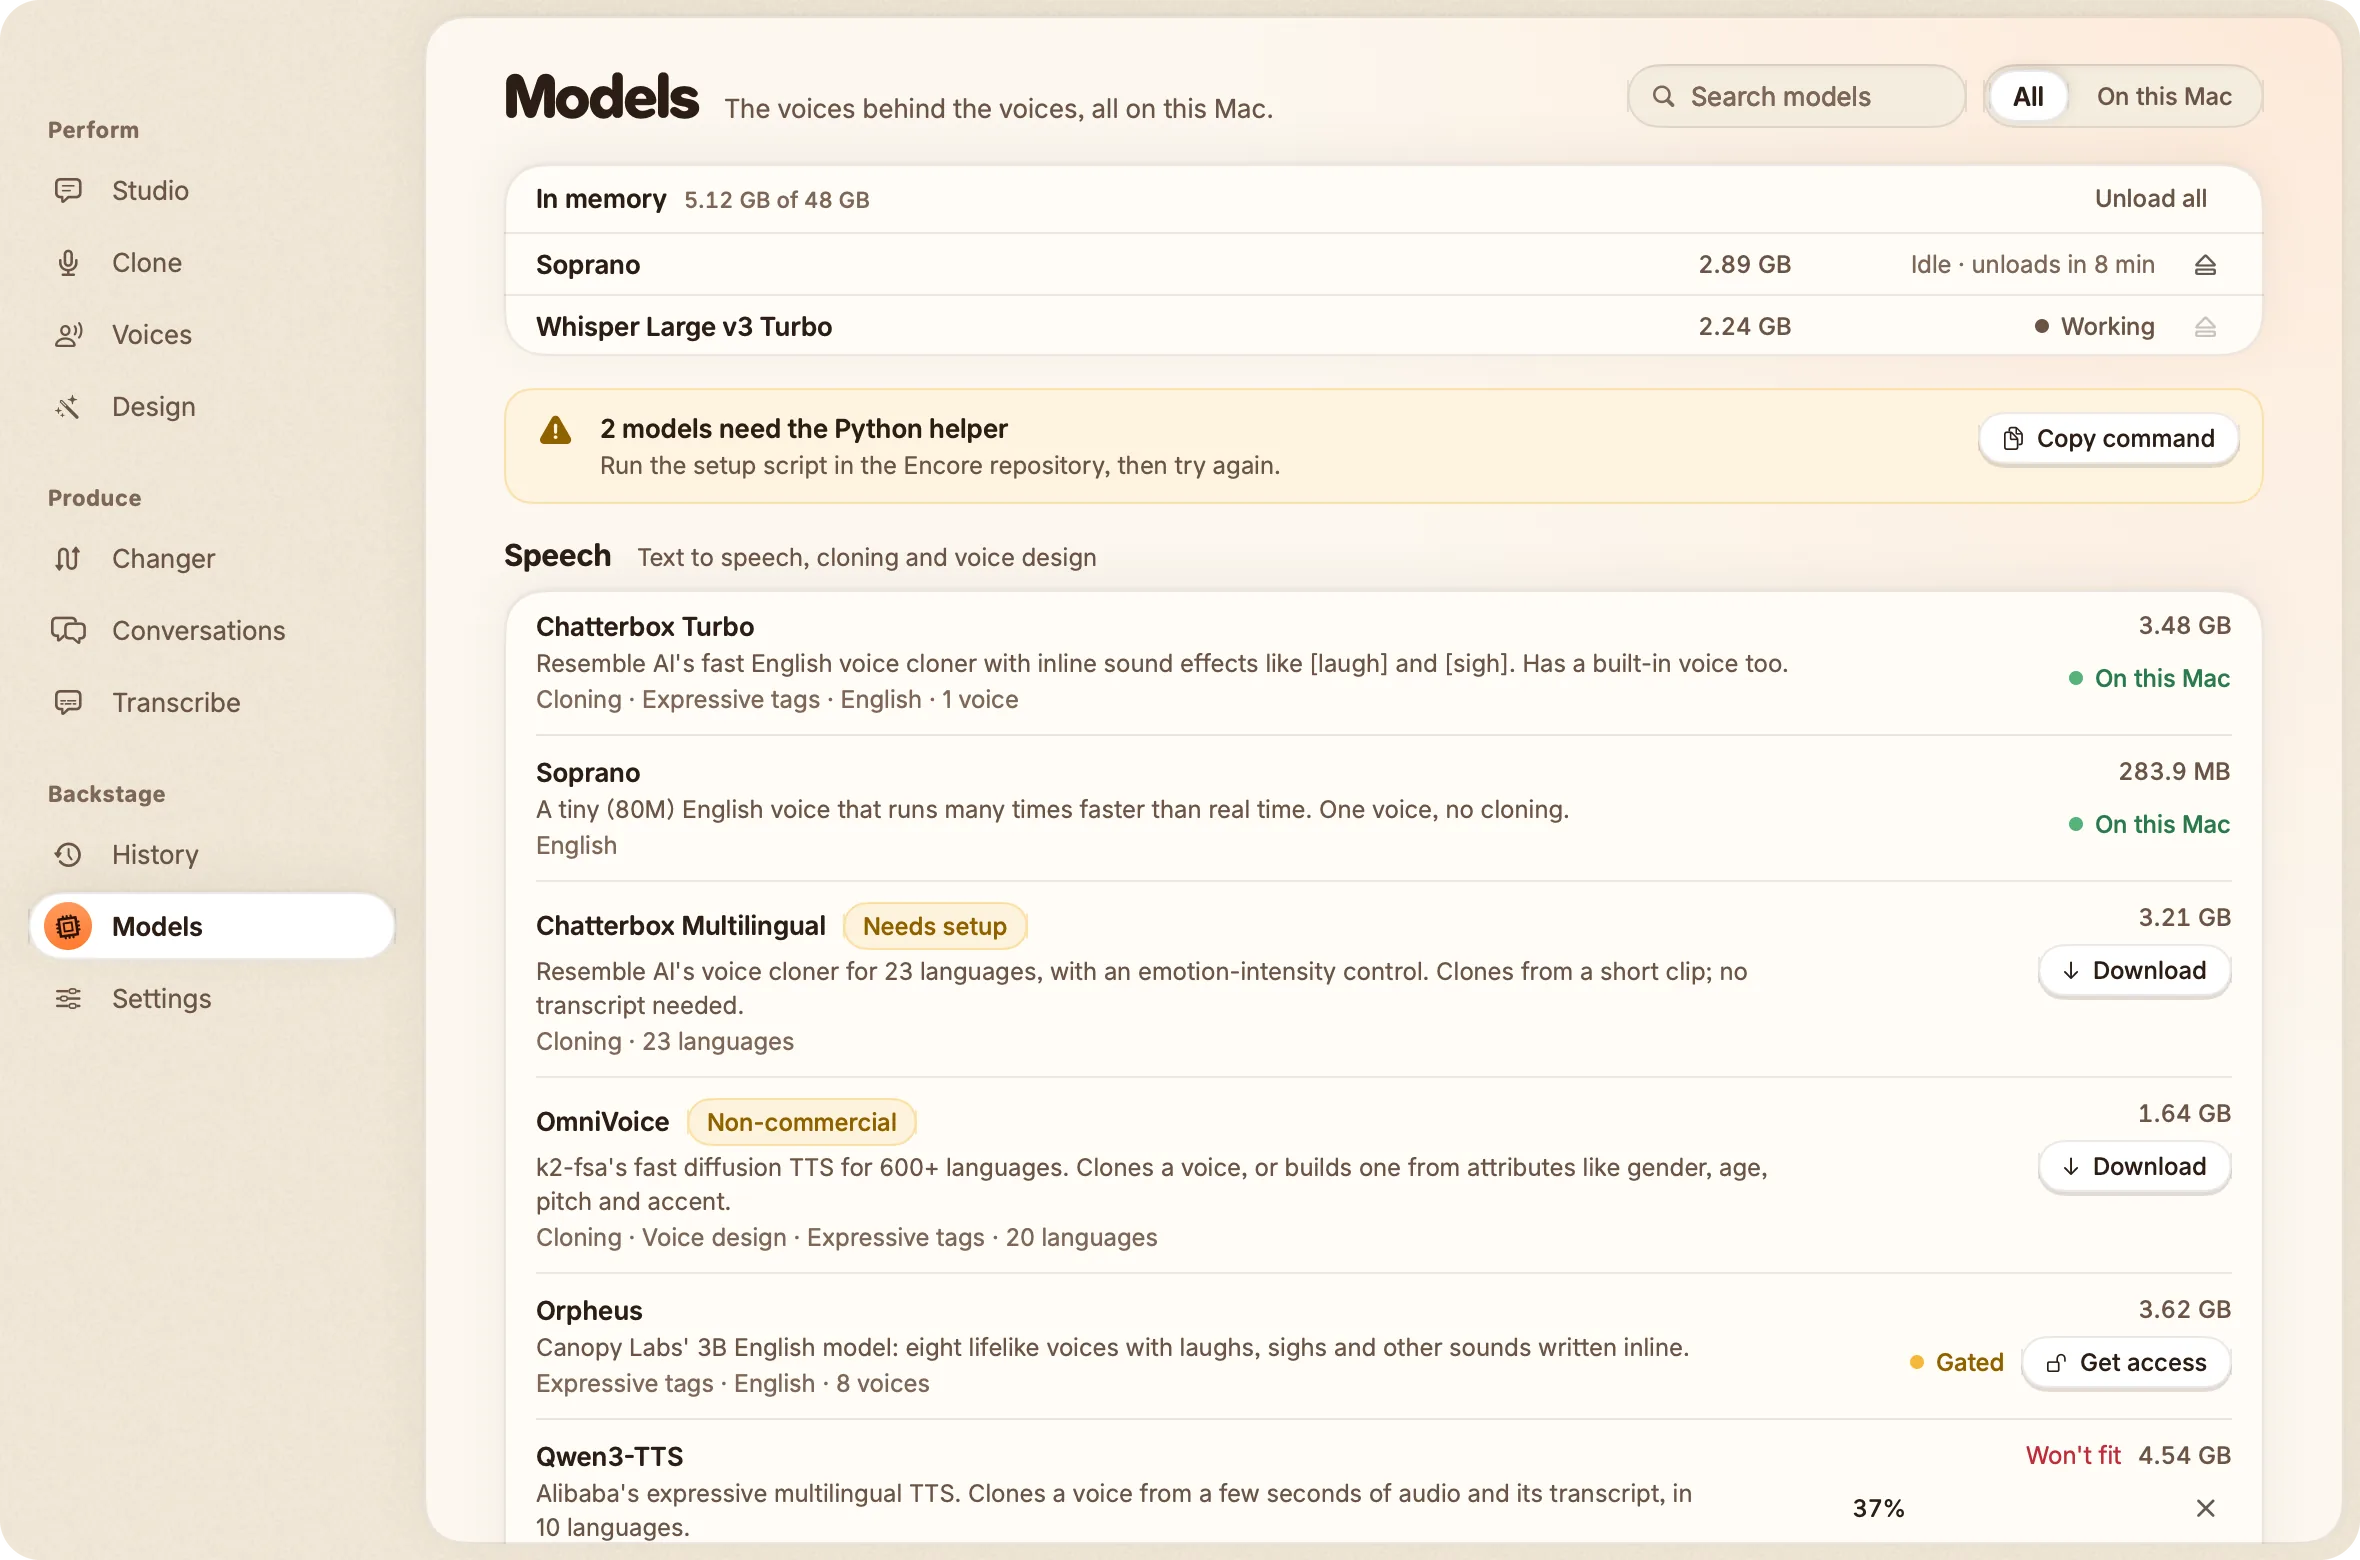 Perform
Studio
Clone
Voices
Design
Produce
Changer
Conversations
Transcribe
Backstage
History
Models
Settings
Models The voices behind the voices, all on this Mac.
Search models
All On this Mac
In memory 5.12 GB of 48 GB Unload all
Soprano 2.89 GB Idle · unloads in 8 min
Whisper Large v3 Turbo 2.24 GB Working
2 models need the Python helper
Run the setup script in the Encore repository, then try again.
Copy command
Speech Text to speech, cloning and voice design
Chatterbox Turbo 3.48 GB
Resemble AI's fast English voice cloner with inline sound effects like [laugh] and [sigh]. Has a built-in voice too.
On this Mac
Cloning · Expressive tags · English · 1 voice
Soprano 283.9 MB
A tiny (80M) English voice that runs many times faster than real time. One voice, no cloning.
On this Mac
English
Chatterbox Multilingual Needs setup 3.21 GB
Resemble AI's voice cloner for 23 languages, with an emotion-intensity control. Clones from a short clip; no
transcript needed.
Download
Cloning · 23 languages
OmniVoice Non-commercial 1.64 GB
k2-fsa's fast diffusion TTS for 600+ languages. Clones a voice, or builds one from attributes like gender, age,
pitch and accent.
Download
Cloning · Voice design · Expressive tags · 20 languages
Orpheus 3.62 GB
Canopy Labs' 3B English model: eight lifelike voices with laughs, sighs and other sounds written inline.
Gated Get access
Expressive tags · English · 8 voices
Qwen3-TTS Won't fit 4.54 GB
Alibaba's expressive multilingual TTS. Clones a voice from a few seconds of audio and its transcript, in
10 languages.
37%